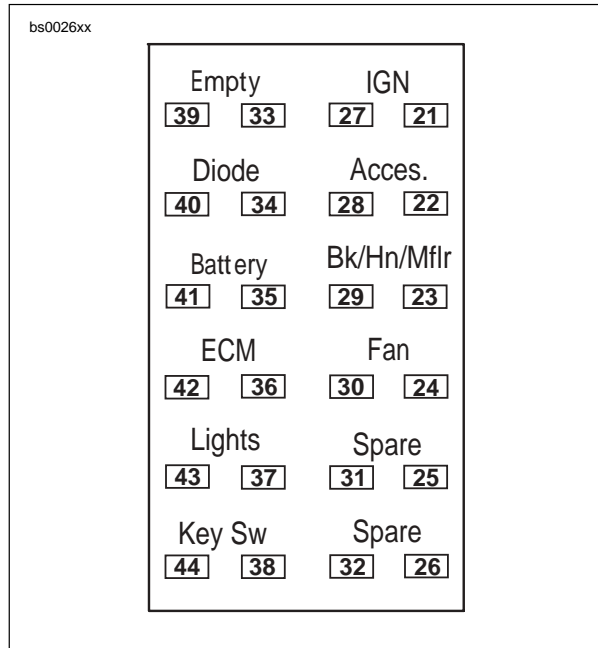 bs0026xx
Empty IGN
39 33 27 21
Diode Acces.
40 34 28 22
Battery Bk/Hn/Mflr
41 35 29 23
ECM Fan
42 36 30 24
Lights Spare
43 37 31 25
Key Sw Spare
44 38 32 26